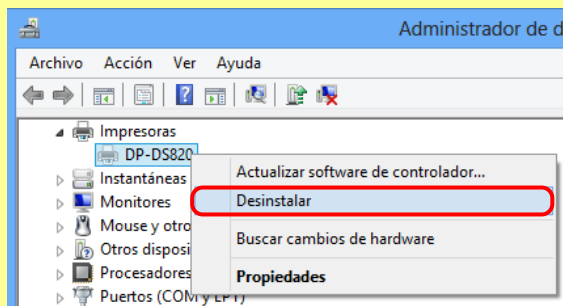 Administrador de d
Archivo Acción Ver Ayuda
Impresoras
DP-DS820
Instantáneas
Actualizar software de controlador...
Monitores
Desinstalar
Mouse y otro
Buscar cambios de hardware
Otros disposi
Procesadores
Propiedades
Puertos (COM y LPT)